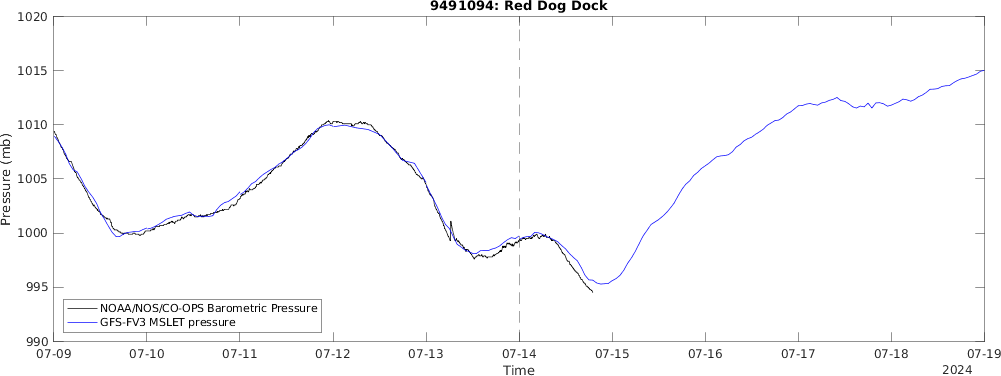 9491094: Red Dog Dock
1020
1015
1010
1005
1000
995
990
Pressure (mb)
NOAA/NOS/CO-OPS Barometric Pressure
GFS-FV3 MSLET pressure
07-09 07-10 07-11 07-12 07-13 07-14 07-15 07-16 07-17 07-18 07-19
Time
2024